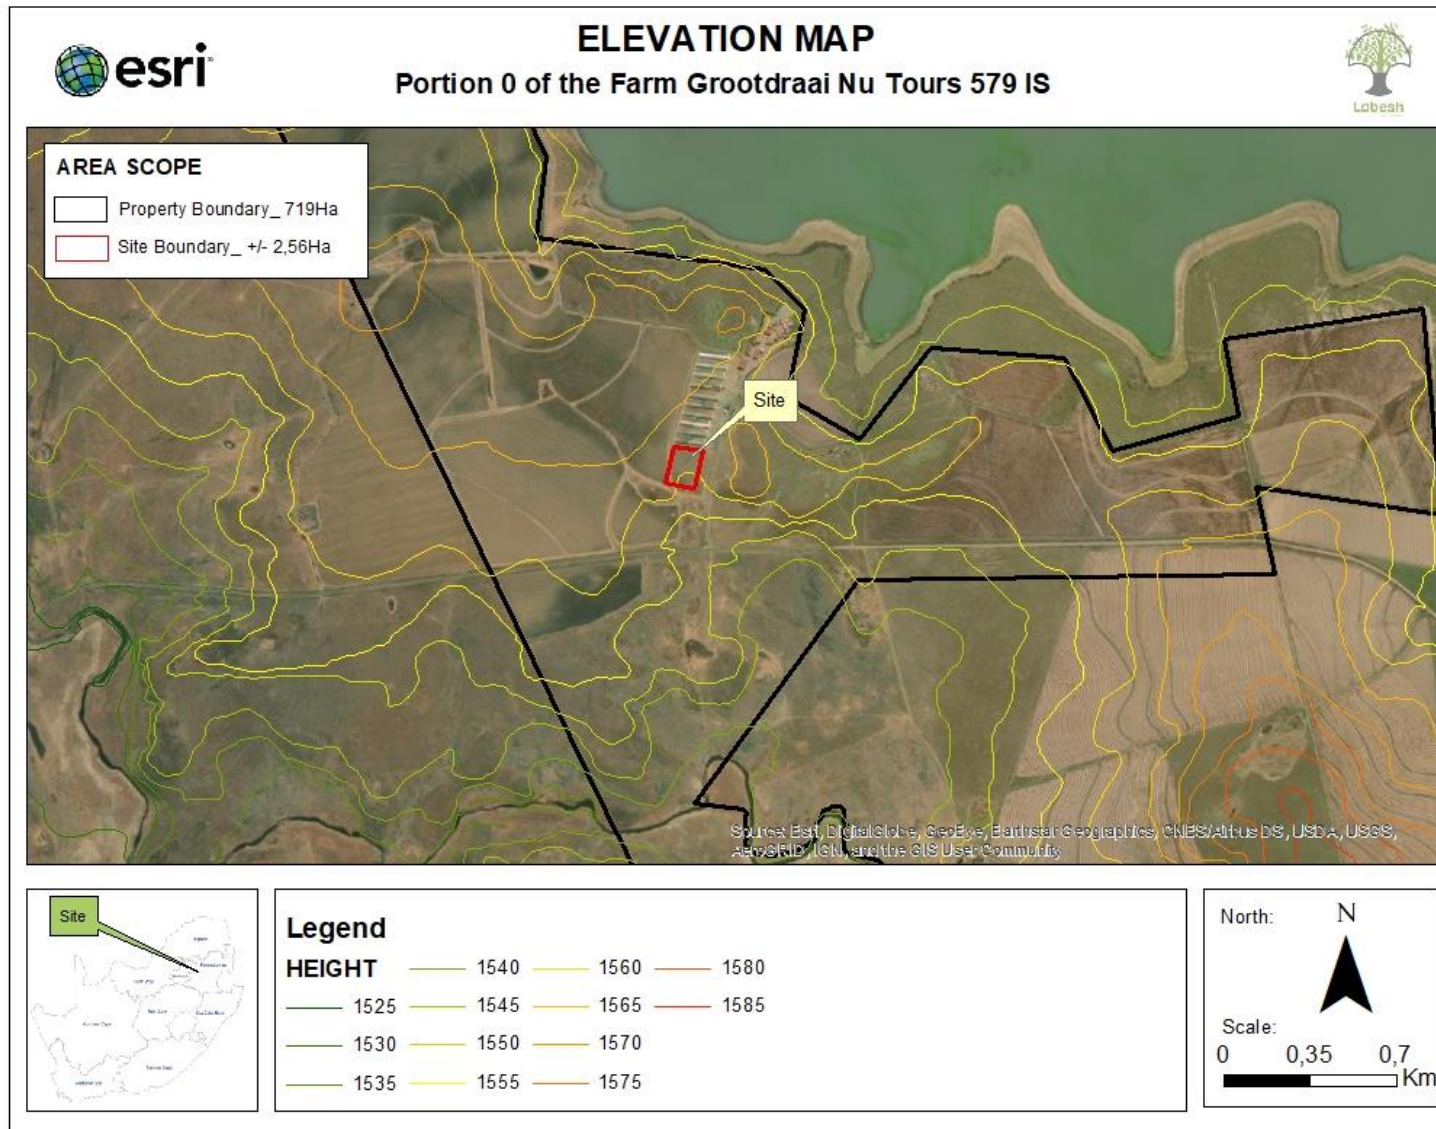 esri
ELEVATION MAP
Portion 0 of the Farm Grootdraai Nu Tours 579 IS
Labesh
AREA SCOPE
Property Boundary_ 719Ha
Site Boundary_ +/- 2,56Ha
Site
Source: Esri, DigitalGlobe, GeoEye, Earthstar Geographics, CNES/Airbus DS, USDA, USGS,
AeroGRID, IGN, and the GIS User Community
Site
Legend
HEIGHT
1525
1530
1535
1540
1545
1550
1555
1560
1565
1570
1575
1580
1585
North:
N
Scale:
0 0,35 0,7
Km